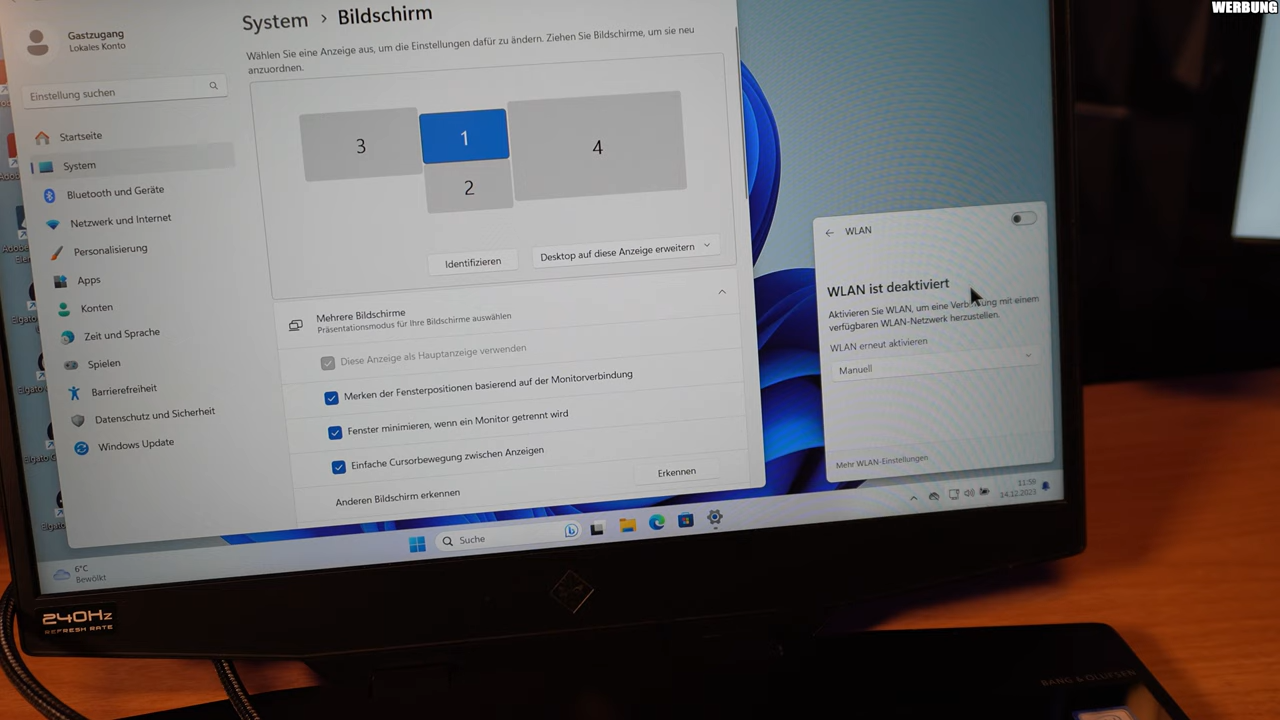 WERBUNG
Gastzugang
Lokales Konto
Einstellung suchen
Startseite
System
Bluetooth und Geräte
Netzwerk und Internet
Personalisierung
Apps
Konten
Zeit und Sprache
Spielen
Barrierefreiheit
Datenschutz und Sicherheit
Windows Update
System › Bildschirm
Wählen Sie eine Anzeige aus, um die Einstellungen dafür zu ändern. Ziehen Sie Bildschirme, um sie neu
anzuordnen.
3
1
4
2
Identifizieren
Desktop auf diese Anzeige erweitern
Mehrere Bildschirme
Präsentationsmodus für Ihre Bildschirme auswählen
Diese Anzeige als Hauptanzeige verwenden
Merken der Fensterpositionen basierend auf der Monitorverbindung
Fenster minimieren, wenn ein Monitor getrennt wird
Einfache Cursorbewegung zwischen Anzeigen
Anderen Bildschirm erkennen
Erkennen
WLAN
WLAN ist deaktiviert
Aktivieren Sie WLAN, um eine Verbindung mit einem
verfügbaren WLAN-Netzwerk herzustellen.
WLAN erneut aktivieren
Manuell
Mehr WLAN-Einstellungen
6°C
Bewölkt
Suche
14.12.2023
240Hz
REFRESH RATE
BANG & OLUFSEN